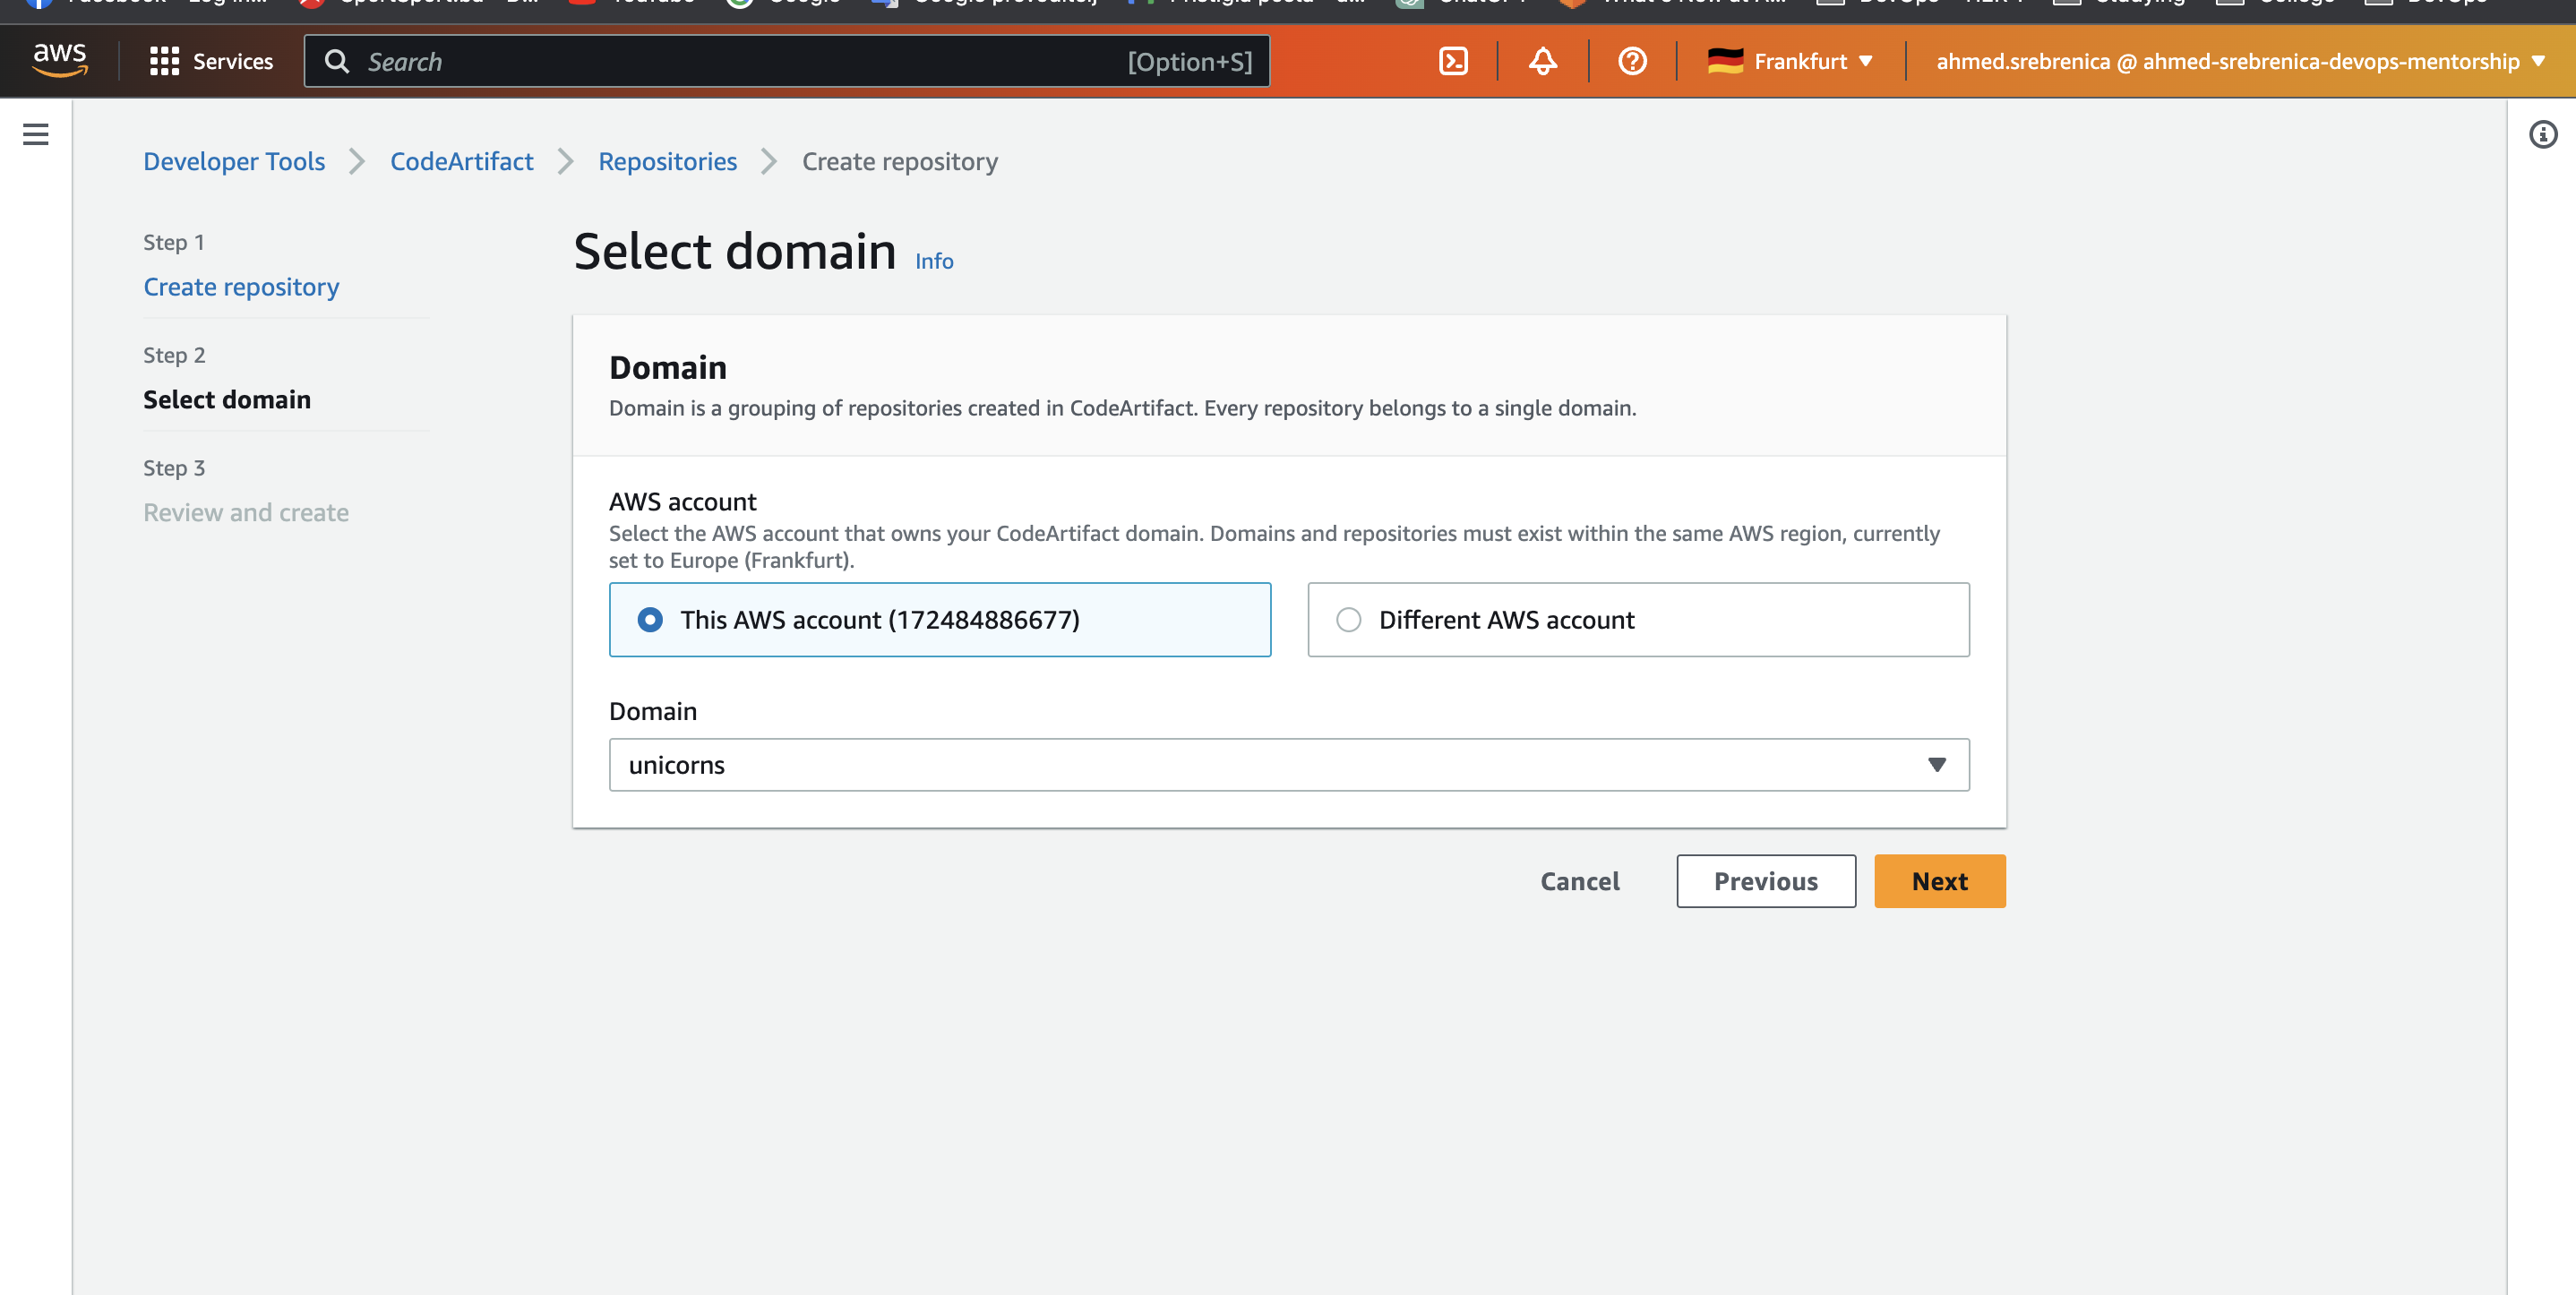 aws
Services
Search
[Option+S]
Frankfurt
ahmed.srebrenica @ ahmed-srebrenica-devops-mentorship
Developer Tools
CodeArtifact
Repositories
Create repository
Step 1
Create repository
Step 2
Select domain
Step 3
Review and create
Select domain Info
Domain
Domain is a grouping of repositories created in CodeArtifact. Every repository belongs to a single domain.
AWS account
Select the AWS account that owns your CodeArtifact domain. Domains and repositories must exist within the same AWS region, currently
set to Europe (Frankfurt).
This AWS account (172484886677)
Different AWS account
Domain
unicorns
Cancel
Previous
Next